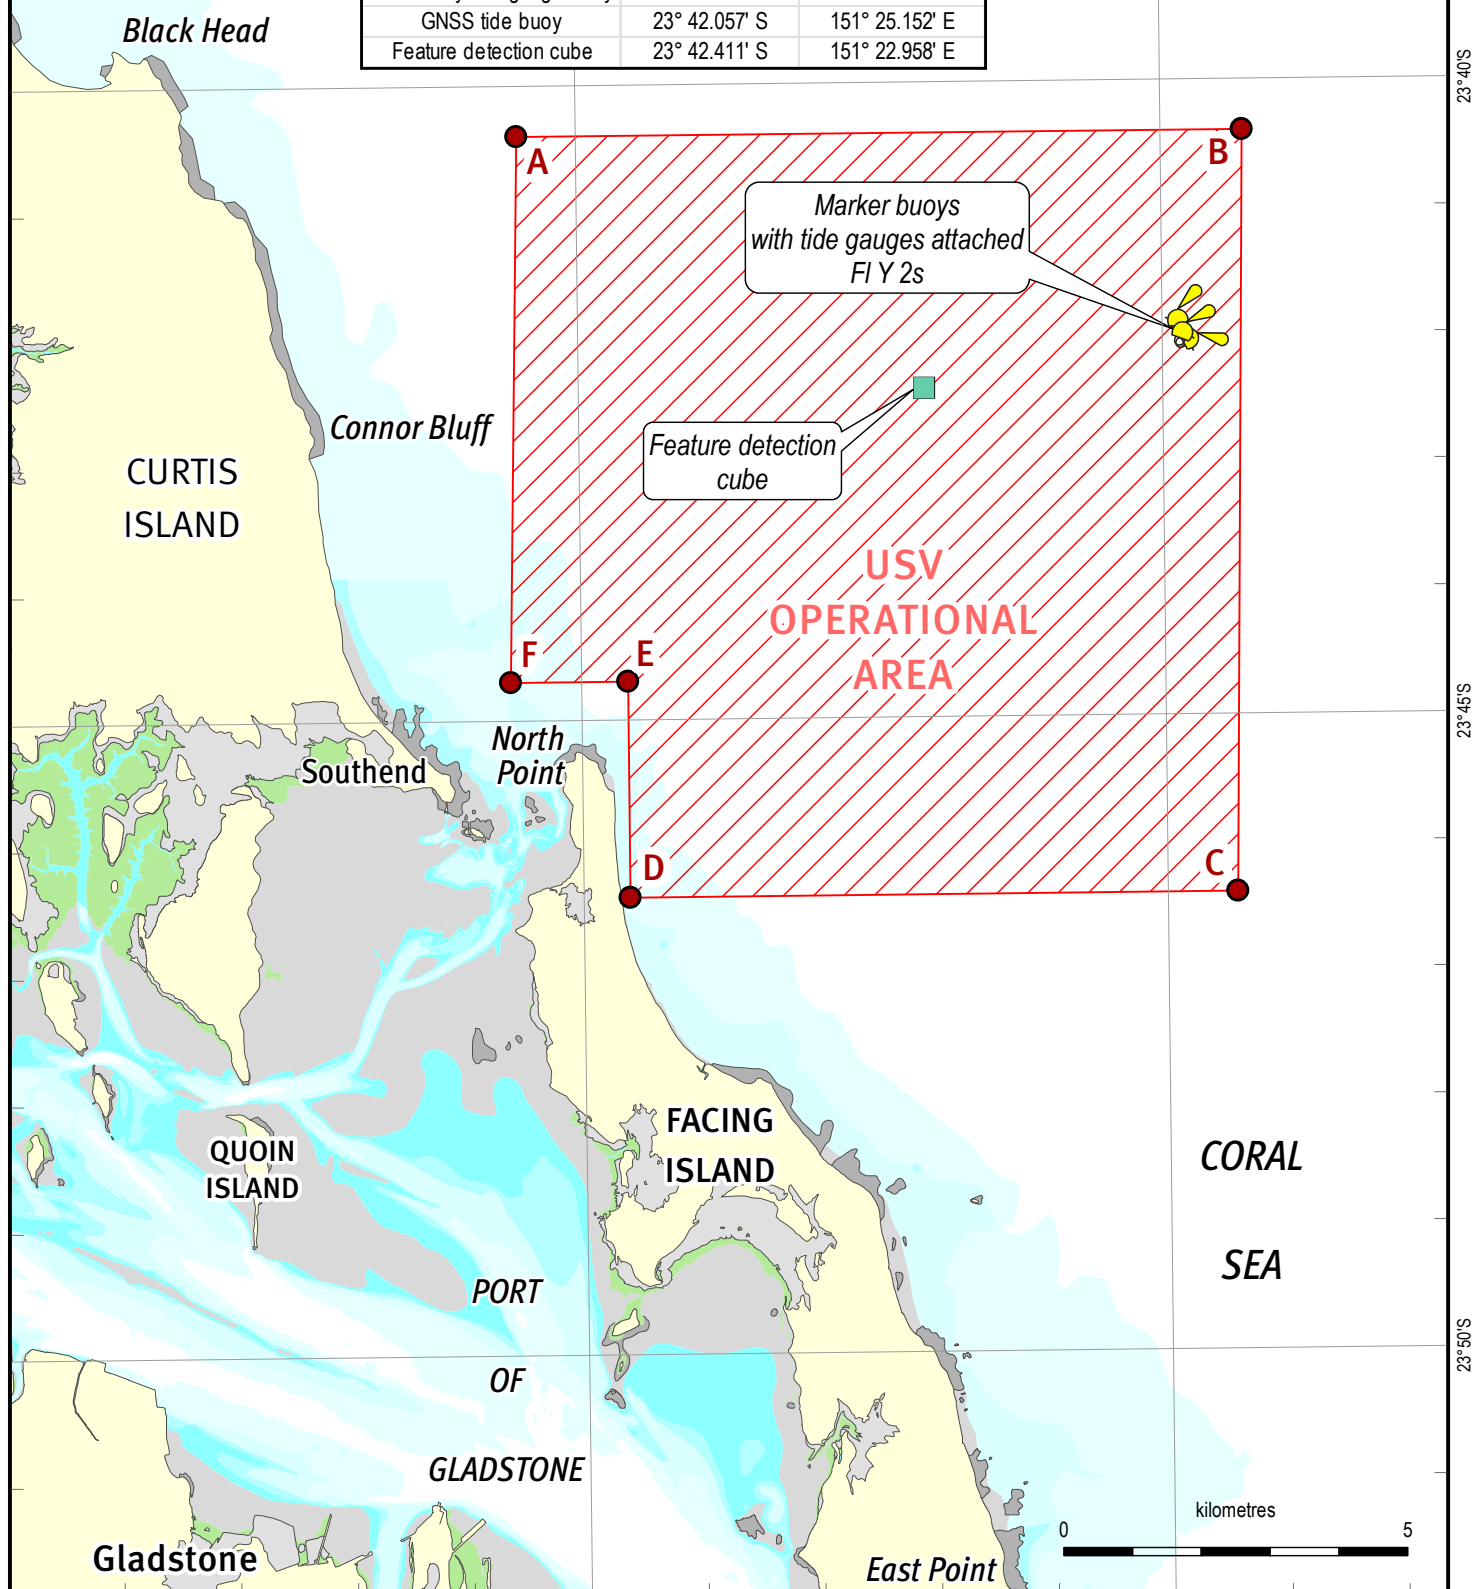 GNSS tide buoy 23° 42.057' S 151° 25.152' E
Feature detection cube 23° 42.411' S 151° 22.958' E
Black Head
23°40'S
A
B
Marker buoys
with tide gauges attached
Fl Y 2s
Connor Bluff
Feature detection
cube
CURTIS
ISLAND
USV
OPERATIONAL
AREA
F
E
23°45'S
North
Point
Southend
D
C
FACING
ISLAND
QUOIN
ISLAND
CORAL
SEA
PORT
OF
GLADSTONE
23°50'S
kilometres
0 5
Gladstone
East Point